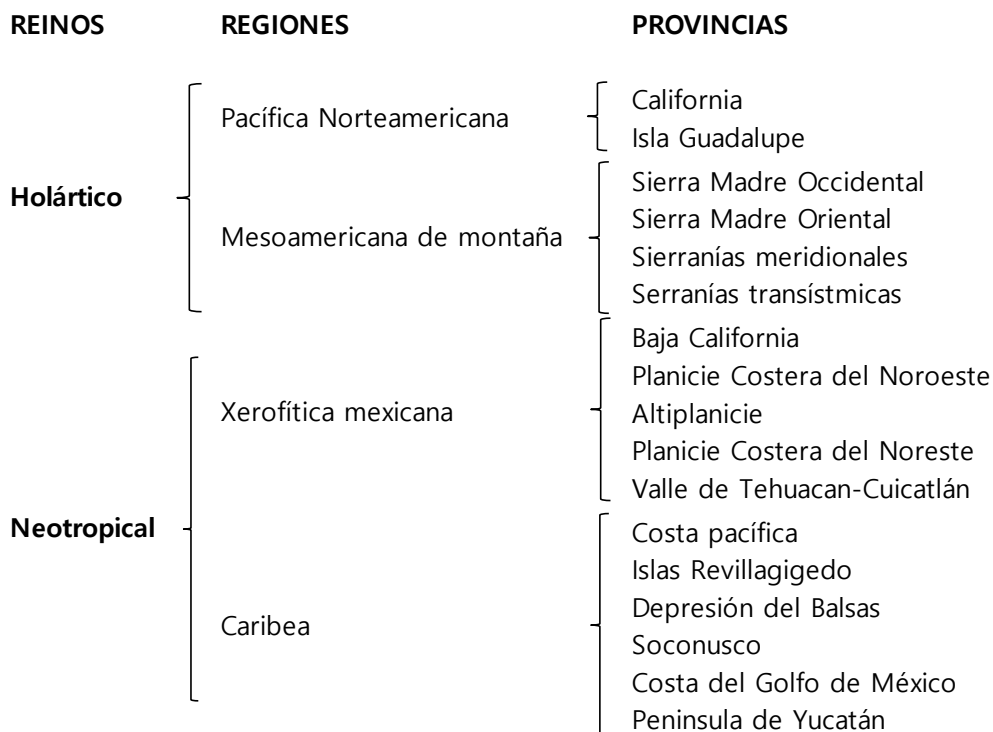 REINOS REGIONES PROVINCIAS
Holártico
Pacífica Norteamericana
California
Isla Guadalupe
Mesoamericana de montaña
Sierra Madre Occidental
Sierra Madre Oriental
Sierranías meridionales
Serranías transístmicas
Neotropical
Xerofítica mexicana
Baja California
Planicie Costera del Noroeste
Altiplanicie
Planicie Costera del Noreste
Valle de Tehuacan-Cuicatlán
Caribea
Costa pacífica
Islas Revillagigedo
Depresión del Balsas
Soconusco
Costa del Golfo de México
Peninsula de Yucatán